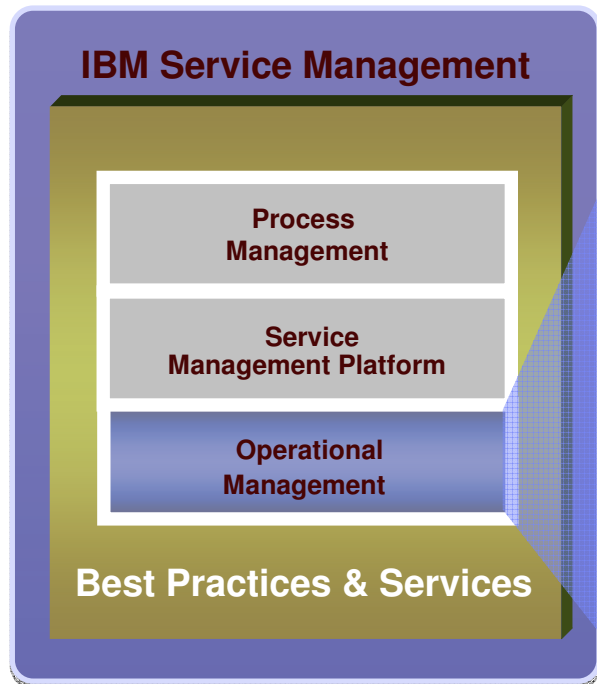 IBM Service Management
Process
Management
Service
Management Platform
Operational
Management
Best Practices & Services